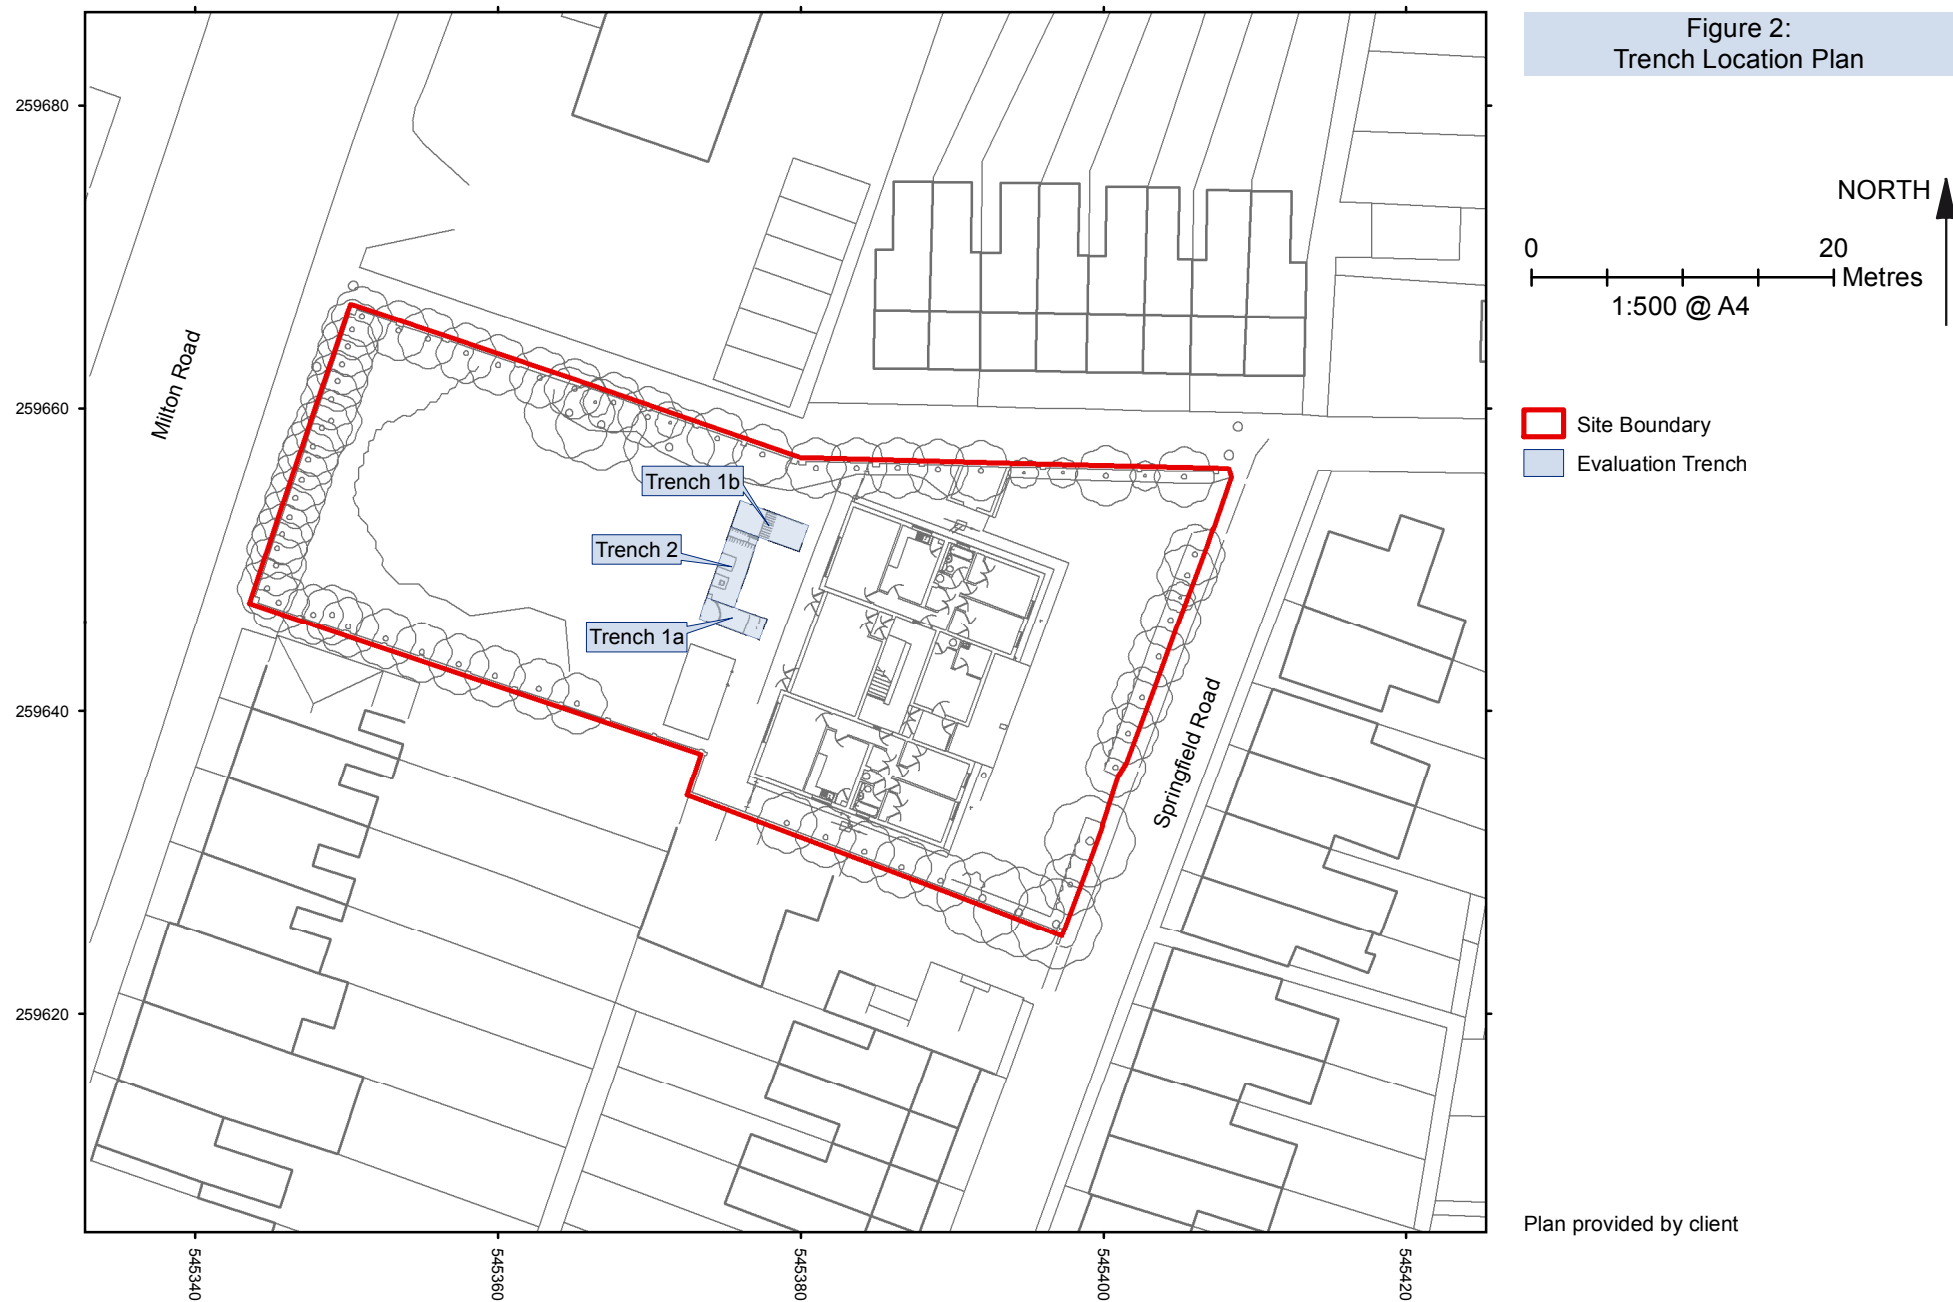 Figure 2:
Trench Location Plan
NORTH
0 20
Metres
1:500 @ A4
Site Boundary
Evaluation Trench
259680
259660
259640
259620
Milton Road
Trench 1b
Trench 2
Trench 1a
Springfield Road
545340
545360
545380
545400
545420
Plan provided by client